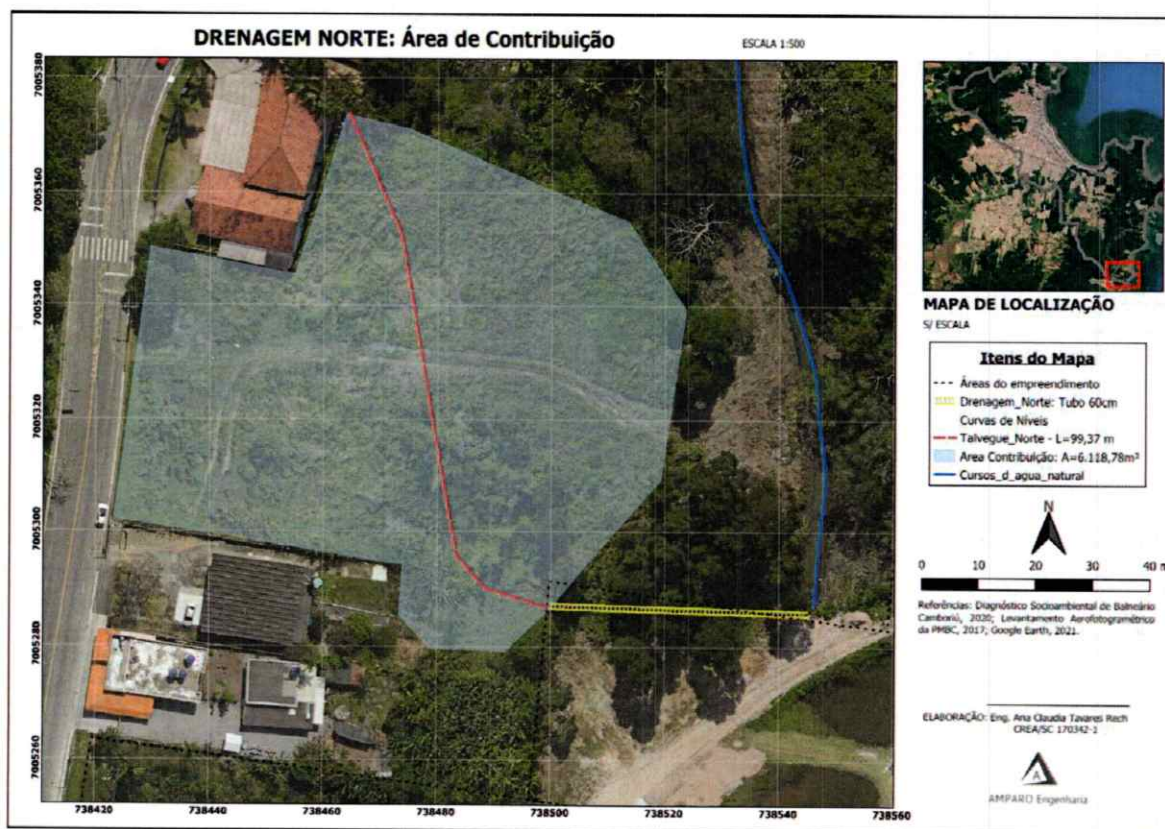 DRENAGEM NORTE: Área de Contribuição
ESCALA 1:500
7005380
7005360
7005340
7005320
7005300
7005280
7005260
738420
738440
738460
738480
738500
738520
738540
738560
MAPA DE LOCALIZAÇÃO
S/ ESCALA
Itens do Mapa
Áreas do empreendimento
Drenagem_Norte: Tubo 60cm
Curvas de Níveis
Talvegue_Norte - L=99,37 m
Area Contribuição: A=6.118,78m²
Cursos_d_agua_natural
N
0 10 20 30 40 m
Referências: Diagnóstico Socioambiental de Balneário
Camboriú, 2020; Levantamento Aerofotogramétrico
da PMBC, 2017; Google Earth, 2021.
ELABORAÇÃO: Eng. Ana Claudia Tavares Rech
CREA/SC 170342-1
A
AMPARO Engenharia